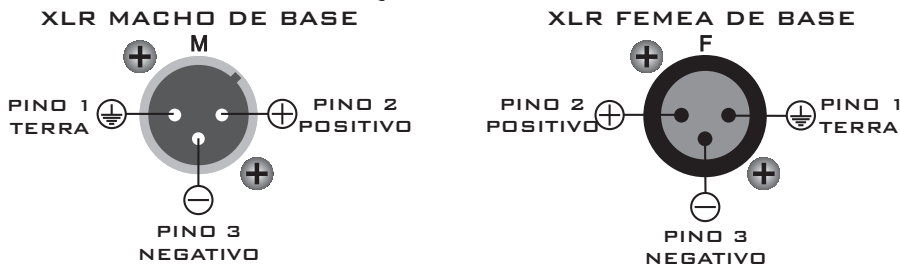 XLR MACHO DE BASE
M
PINO 1
TERRA
PINO 2
POSITIVO
PINO 3
NEGATIVO
XLR FEMEA DE BASE
F
PINO 2
POSITIVO
PINO 1
TERRA
PINO 3
NEGATIVO